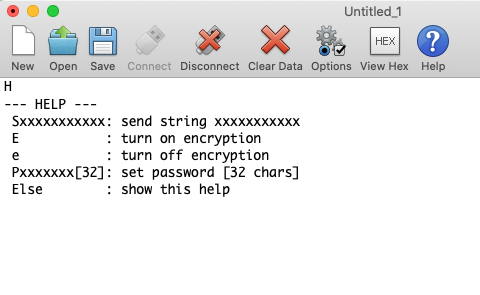 Untitled_1
New Open Save Connect Disconnect Clear Data Options HEX View Hex ? Help
H
--- HELP ---
Sxxxxxxxxxxx: send string xxxxxxxxxxx
E           : turn on encryption
e           : turn off encryption
Pxxxxxxx[32]: set password [32 chars]
Else        : show this help